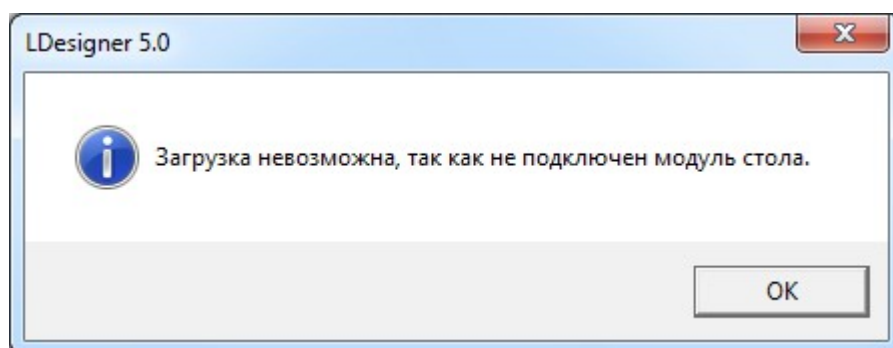 LDesigner 5.0
Загрузка невозможна, так как не подключен модуль стола.
OK